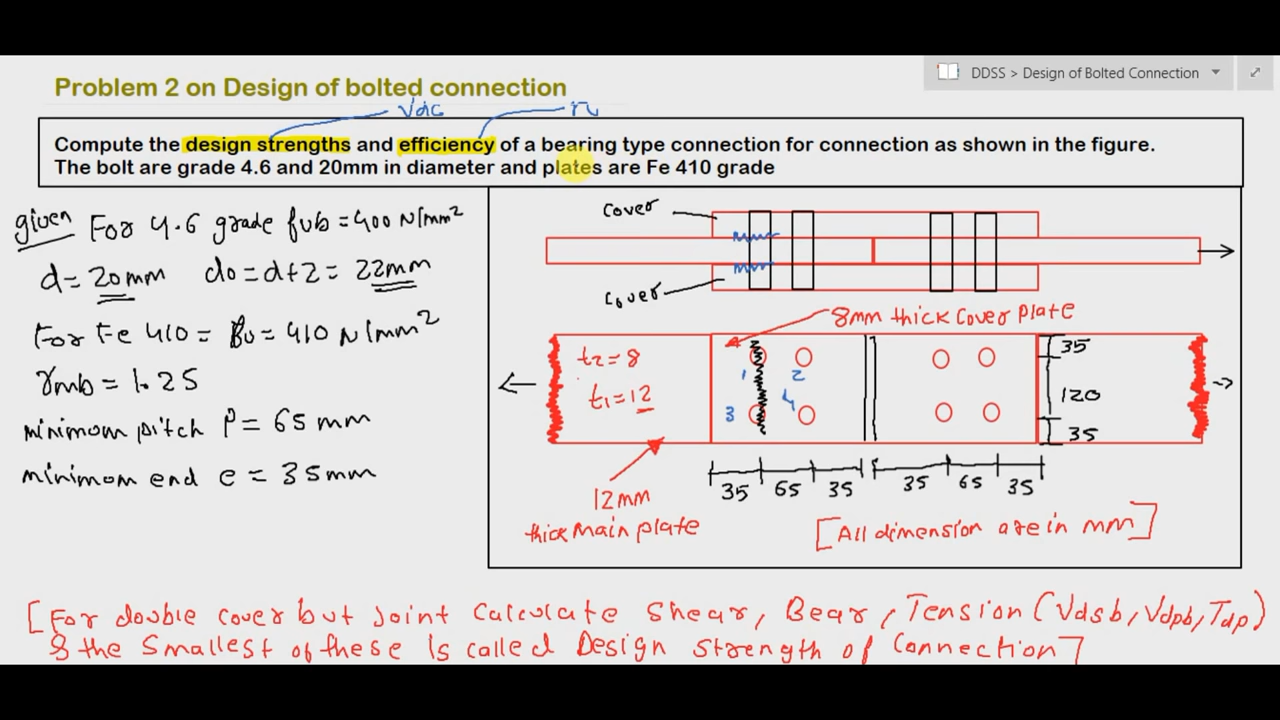 DDSS > Design of Bolted Connection
Problem 2 on Design of bolted connection
Vdc
η
Compute the design strengths and efficiency of a bearing type connection for connection as shown in the figure.
The bolt are grade 4.6 and 20mm in diameter and plates are Fe 410 grade
given For 4.6 grade fub = 400 N/mm²
d = 20mm do = d+2 = 22mm
For Fe 410 = fu = 410 N/mm²
γmb = 1.25
minimum pitch P = 65 mm
minimum end e = 35mm
cover
cover
8mm thick cover plate
t2 = 8
t1 = 12
1
2
3
4
35
120
35
35
65
35
35
65
35
12mm
thick main plate
[All dimension are in mm]
[For double cover but joint calculate Shear, Bear, Tension (Vdsb, Vdpb, Tdp)
& the Smallest of these is called Design strength of connection]